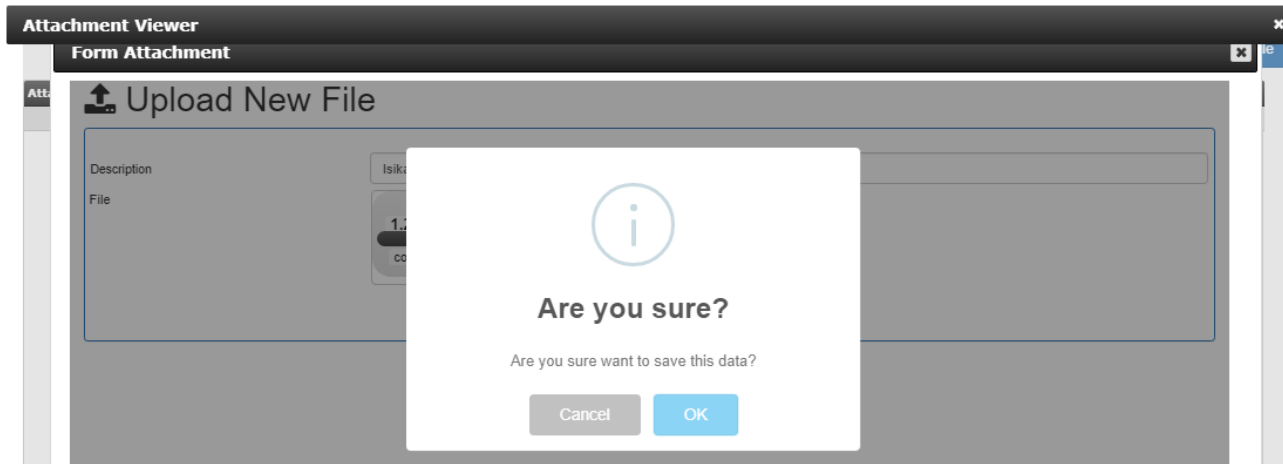 Attachment Viewer
Form Attachment
Upload New File
Description
File
Are you sure?
Are you sure want to save this data?
Cancel
OK